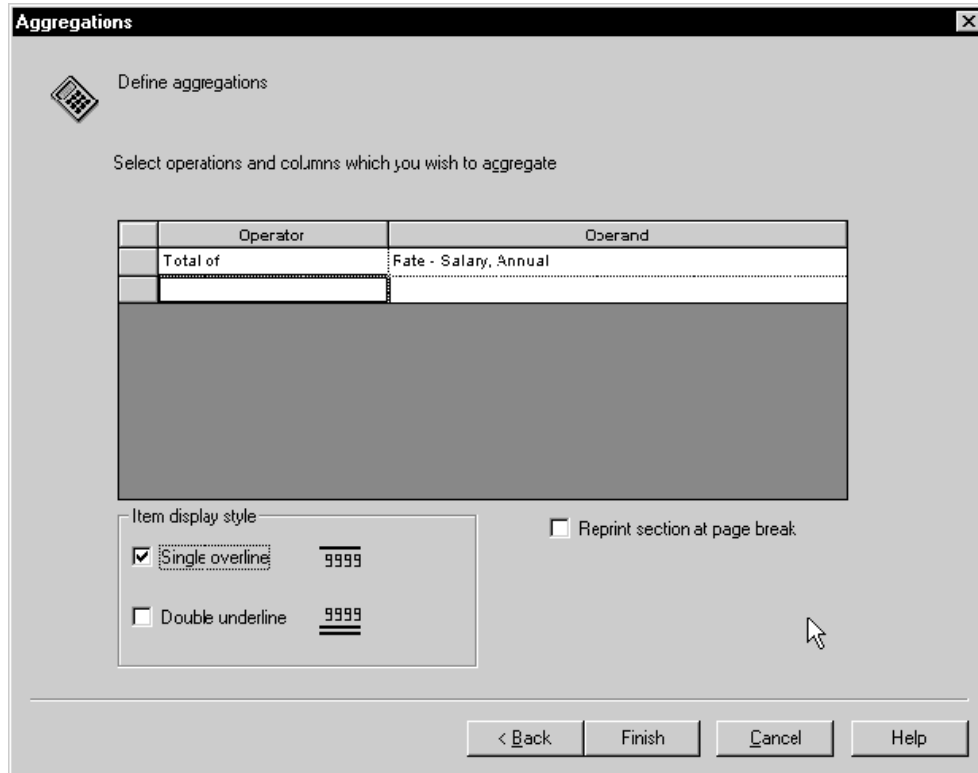 Aggregations
Define aggregations
Select operations and columns which you wish to aggregate
Operator Operand
Total of Rate - Salary, Annual
Item display style
Reprint section at page break
Single overline 9999
Double underline 9999
< Back Finish Cancel Help